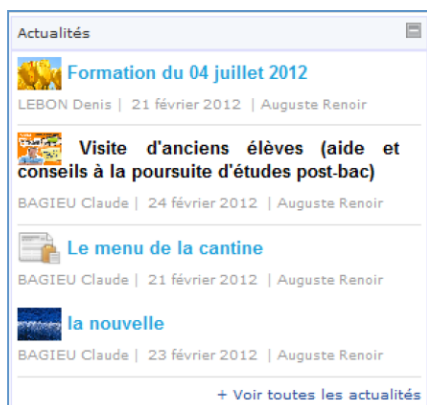 Actualités
Formation du 04 juillet 2012
LEBON Denis | 21 février 2012 | Auguste Renoir
Visite d'anciens élèves (aide et
conseils à la poursuite d'études post-bac)
BAGIEU Claude | 24 février 2012 | Auguste Renoir
Le menu de la cantine
BAGIEU Claude | 21 février 2012 | Auguste Renoir
la nouvelle
BAGIEU Claude | 23 février 2012 | Auguste Renoir
+ Voir toutes les actualités